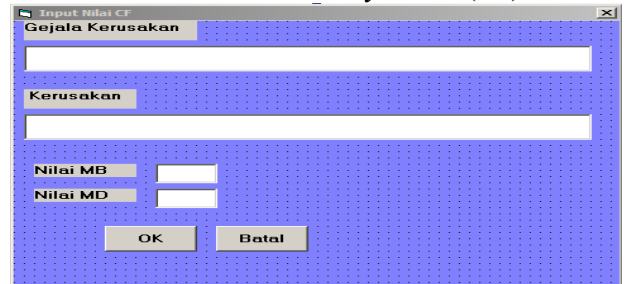 Input Nilai CF
Gejala Kerusakan
Kerusakan
Nilai MB
Nilai MD
OK Batal